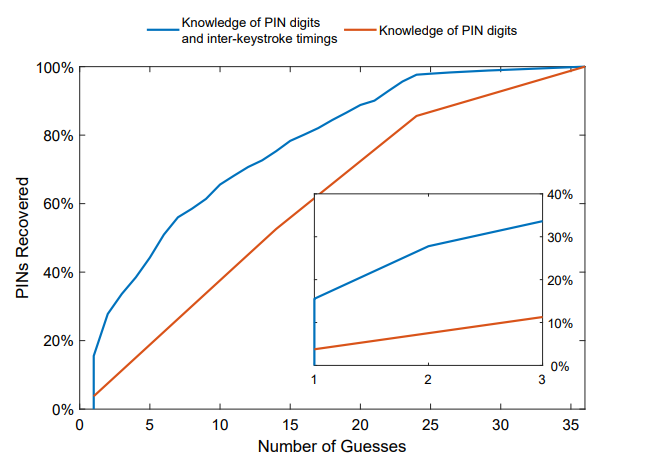 Knowledge of PIN digits
and inter-keystroke timings
Knowledge of PIN digits
100%
80%
60%
40%
20%
0%
PINs Recovered
40%
30%
20%
10%
0%
1 2 3
0 5 10 15 20 25 30 35
Number of Guesses